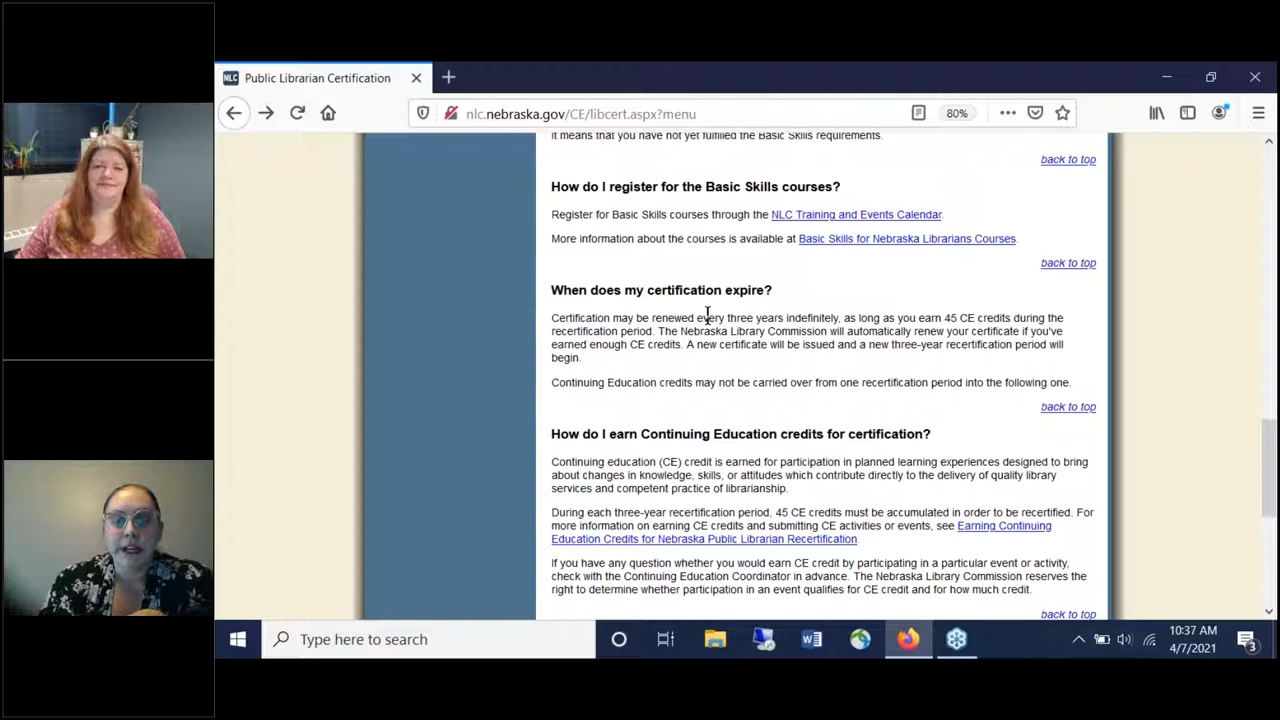 NLC Public Librarian Certification
nlc.nebraska.gov/CE/libcert.aspx?menu
80%
it means that you have not yet fulfilled the Basic Skills requirements.
back to top
How do I register for the Basic Skills courses?
Register for Basic Skills courses through the NLC Training and Events Calendar.
More information about the courses is available at Basic Skills for Nebraska Librarians Courses.
back to top
When does my certification expire?
Certification may be renewed every three years indefinitely, as long as you earn 45 CE credits during the
recertification period. The Nebraska Library Commission will automatically renew your certificate if you've
earned enough CE credits. A new certificate will be issued and a new three-year recertification period will
begin.
Continuing Education credits may not be carried over from one recertification period into the following one.
back to top
How do I earn Continuing Education credits for certification?
Continuing education (CE) credit is earned for participation in planned learning experiences designed to bring
about changes in knowledge, skills, or attitudes which contribute directly to the delivery of quality library
services and competent practice of librarianship.
During each three-year recertification period, 45 CE credits must be accumulated in order to be recertified. For
more information on earning CE credits and submitting CE activities or events, see Earning Continuing
Education Credits for Nebraska Public Librarian Recertification.
If you have any question whether you would earn CE credit by participating in a particular event or activity,
check with the Continuing Education Coordinator in advance. The Nebraska Library Commission reserves the
right to determine whether participation in an event qualifies for CE credit and for how much credit.
back to top
Type here to search
10:37 AM
4/7/2021
3